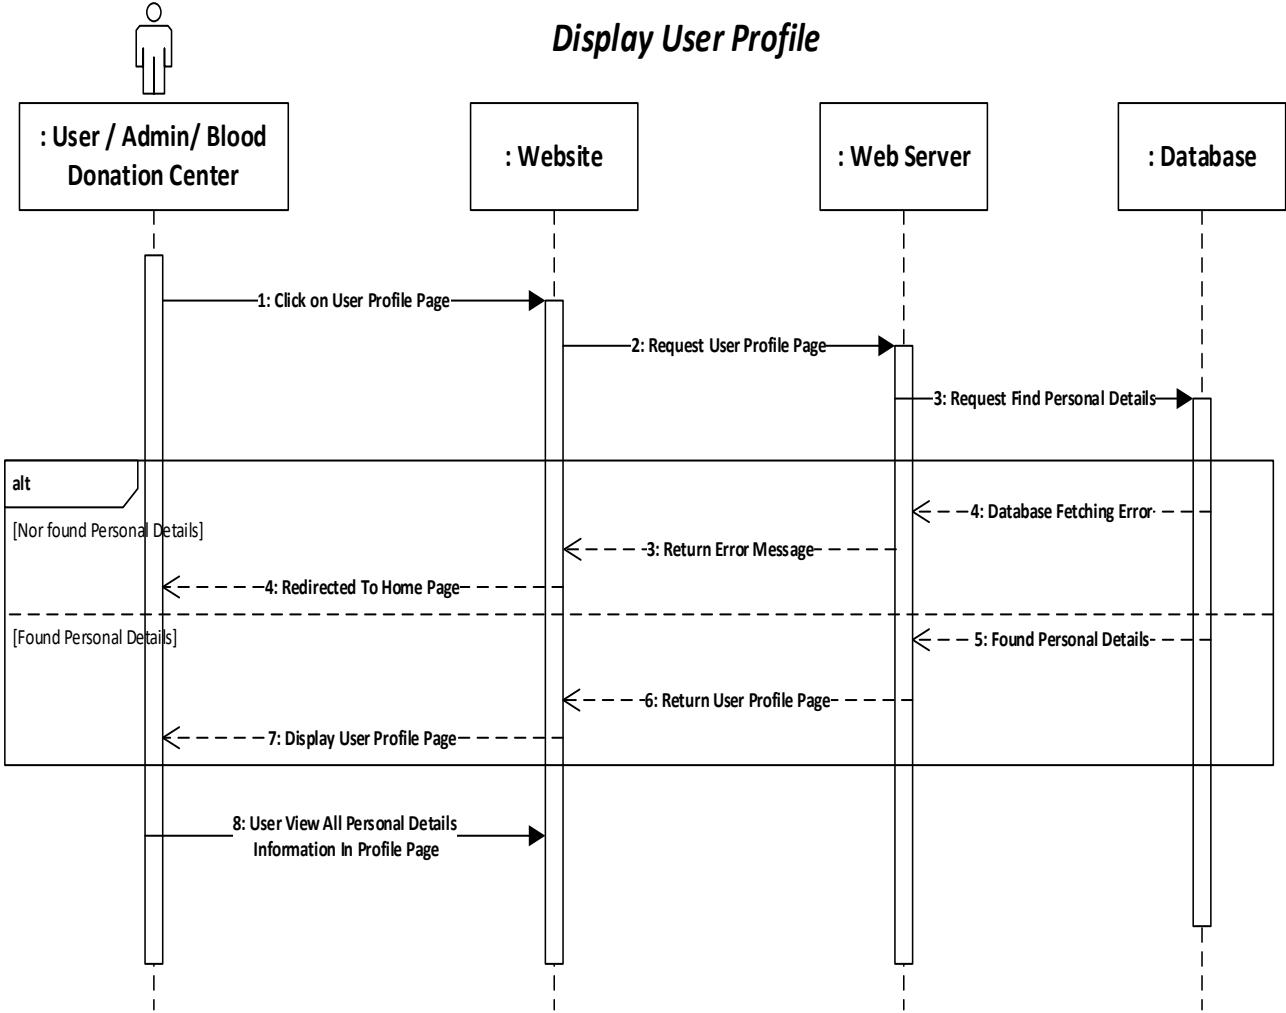 Display User Profile
: User / Admin/ Blood
Donation Center
: Website
: Web Server
: Database
1: Click on User Profile Page
2: Request User Profile Page
3: Request Find Personal Details
alt
[Nor found Personal Details]
4: Database Fetching Error
3: Return Error Message
4: Redirected To Home Page
[Found Personal Details]
5: Found Personal Details
6: Return User Profile Page
7: Display User Profile Page
8: User View All Personal Details
Information In Profile Page